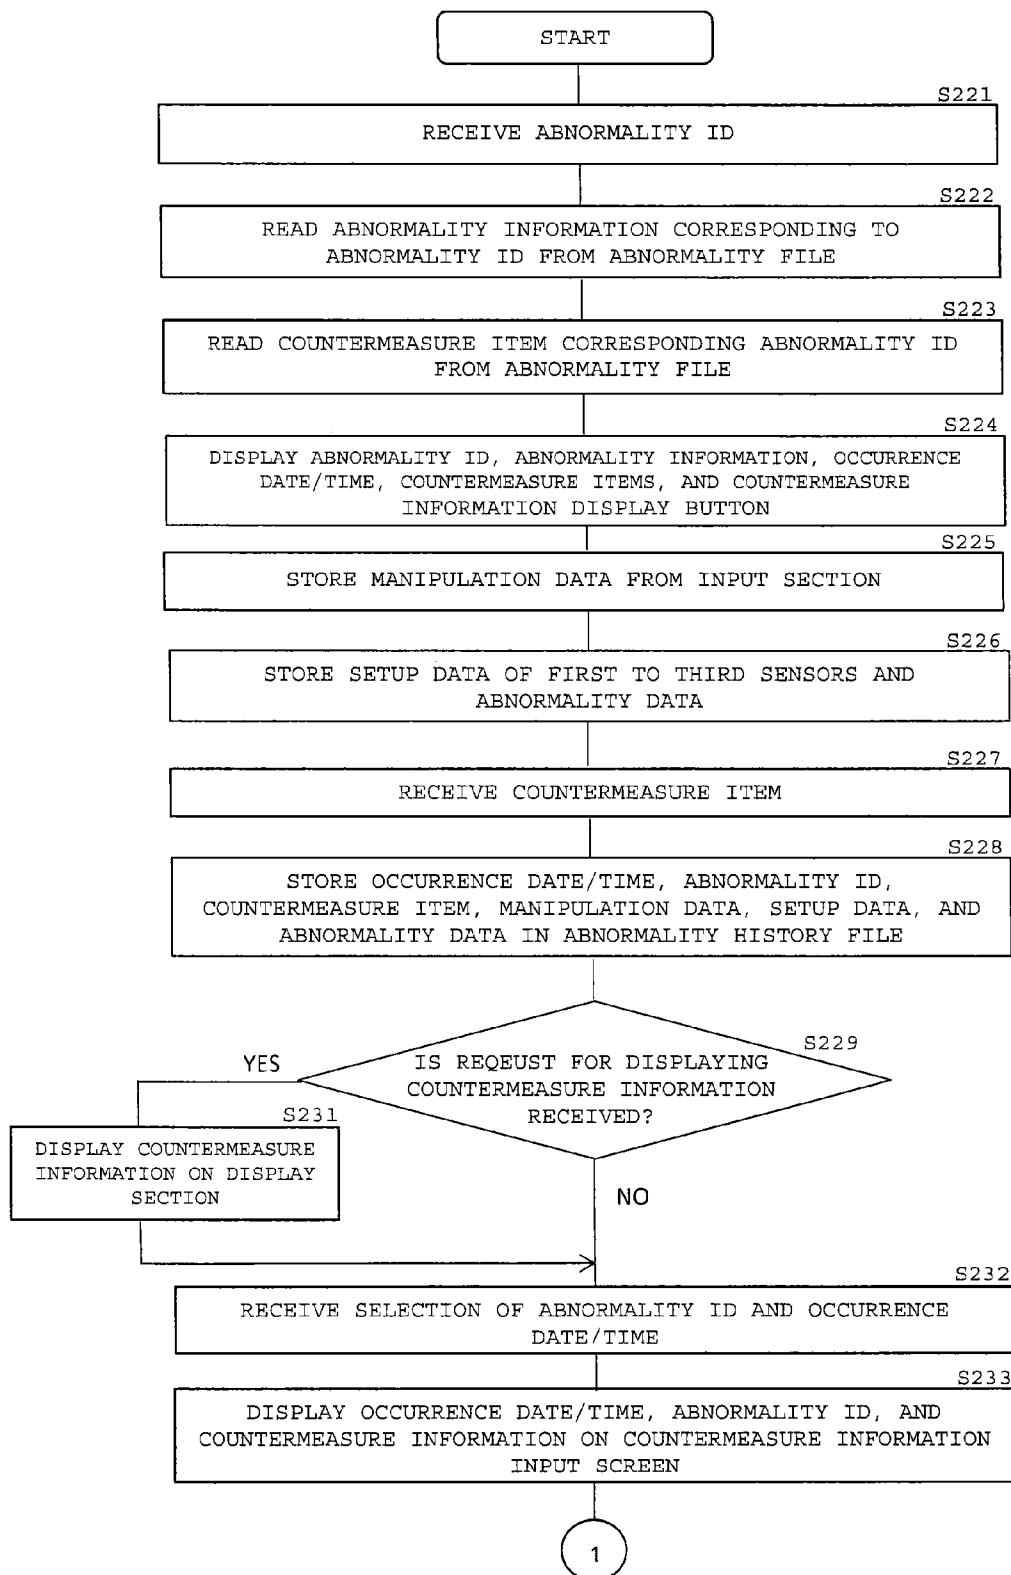 START
S221
RECEIVE ABNORMALITY ID
S222
READ ABNORMALITY INFORMATION CORRESPONDING TO
ABNORMALITY ID FROM ABNORMALITY FILE
S223
READ COUNTERMEASURE ITEM CORRESPONDING ABNORMALITY ID
FROM ABNORMALITY FILE
S224
DISPLAY ABNORMALITY ID, ABNORMALITY INFORMATION, OCCURRENCE
DATE/TIME, COUNTERMEASURE ITEMS, AND COUNTERMEASURE
INFORMATION DISPLAY BUTTON
S225
STORE MANIPULATION DATA FROM INPUT SECTION
S226
STORE SETUP DATA OF FIRST TO THIRD SENSORS AND
ABNORMALITY DATA
S227
RECEIVE COUNTERMEASURE ITEM
S228
STORE OCCURRENCE DATE/TIME, ABNORMALITY ID,
COUNTERMEASURE ITEM, MANIPULATION DATA, SETUP DATA, AND
ABNORMALITY DATA IN ABNORMALITY HISTORY FILE
S229
YES
IS REQEUST FOR DISPLAYING
COUNTERMEASURE INFORMATION
RECEIVED?
S231
DISPLAY COUNTERMEASURE
INFORMATION ON DISPLAY
SECTION
NO
S232
RECEIVE SELECTION OF ABNORMALITY ID AND OCCURRENCE
DATE/TIME
S233
DISPLAY OCCURRENCE DATE/TIME, ABNORMALITY ID, AND
COUNTERMEASURE INFORMATION ON COUNTERMEASURE INFORMATION
INPUT SCREEN
1